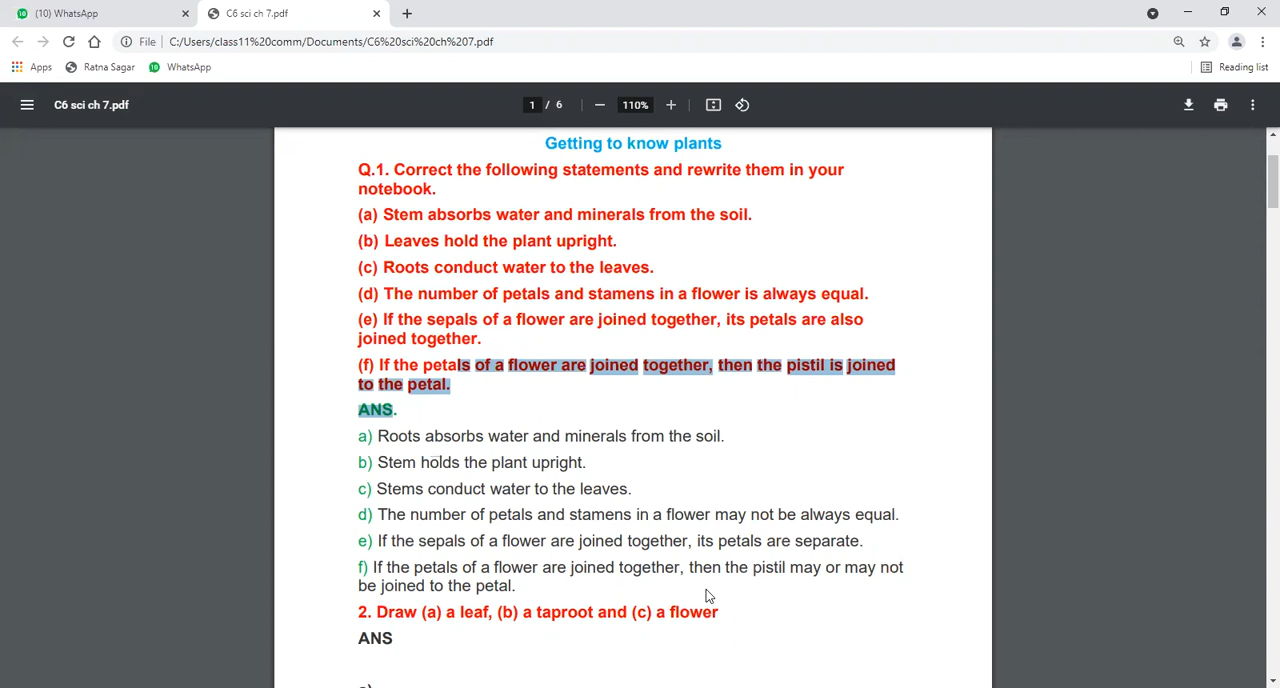 (10) WhatsApp
C6 sci ch 7.pdf
File C:/Users/class11%20comm/Documents/C6%20sci%20ch%207.pdf
Apps Ratna Sagar WhatsApp Reading list
C6 sci ch 7.pdf 1 / 6 110%
Getting to know plants
Q.1. Correct the following statements and rewrite them in your
notebook.
(a) Stem absorbs water and minerals from the soil.
(b) Leaves hold the plant upright.
(c) Roots conduct water to the leaves.
(d) The number of petals and stamens in a flower is always equal.
(e) If the sepals of a flower are joined together, its petals are also
joined together.
(f) If the petals of a flower are joined together, then the pistil is joined
to the petal.
ANS.
a) Roots absorbs water and minerals from the soil.
b) Stem holds the plant upright.
c) Stems conduct water to the leaves.
d) The number of petals and stamens in a flower may not be always equal.
e) If the sepals of a flower are joined together, its petals are separate.
f) If the petals of a flower are joined together, then the pistil may or may not
be joined to the petal.
2. Draw (a) a leaf, (b) a taproot and (c) a flower
ANS